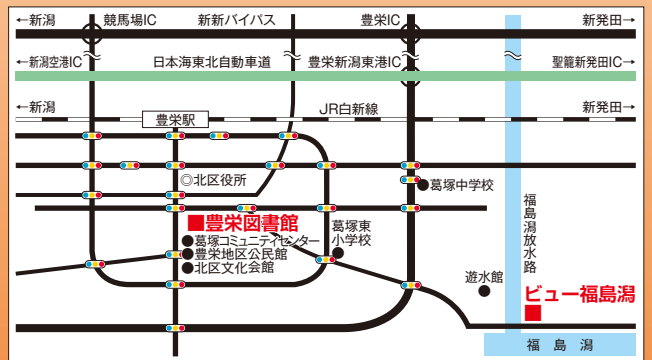 ←新潟
競馬場IC
新新バイパス
豊栄IC
新発田→
←新潟空港IC
日本海東北自動車道
豊栄新潟東港IC
聖籠新発田IC→
←新潟
JR白新線
新発田→
豊栄駅
◎北区役所
●葛塚中学校
■豊栄図書館
●葛塚コミュニティセンター
●豊栄地区公民館
●北区文化会館
葛塚東
小学校
福島潟放水路
遊水館
ビュー福島潟
福島潟